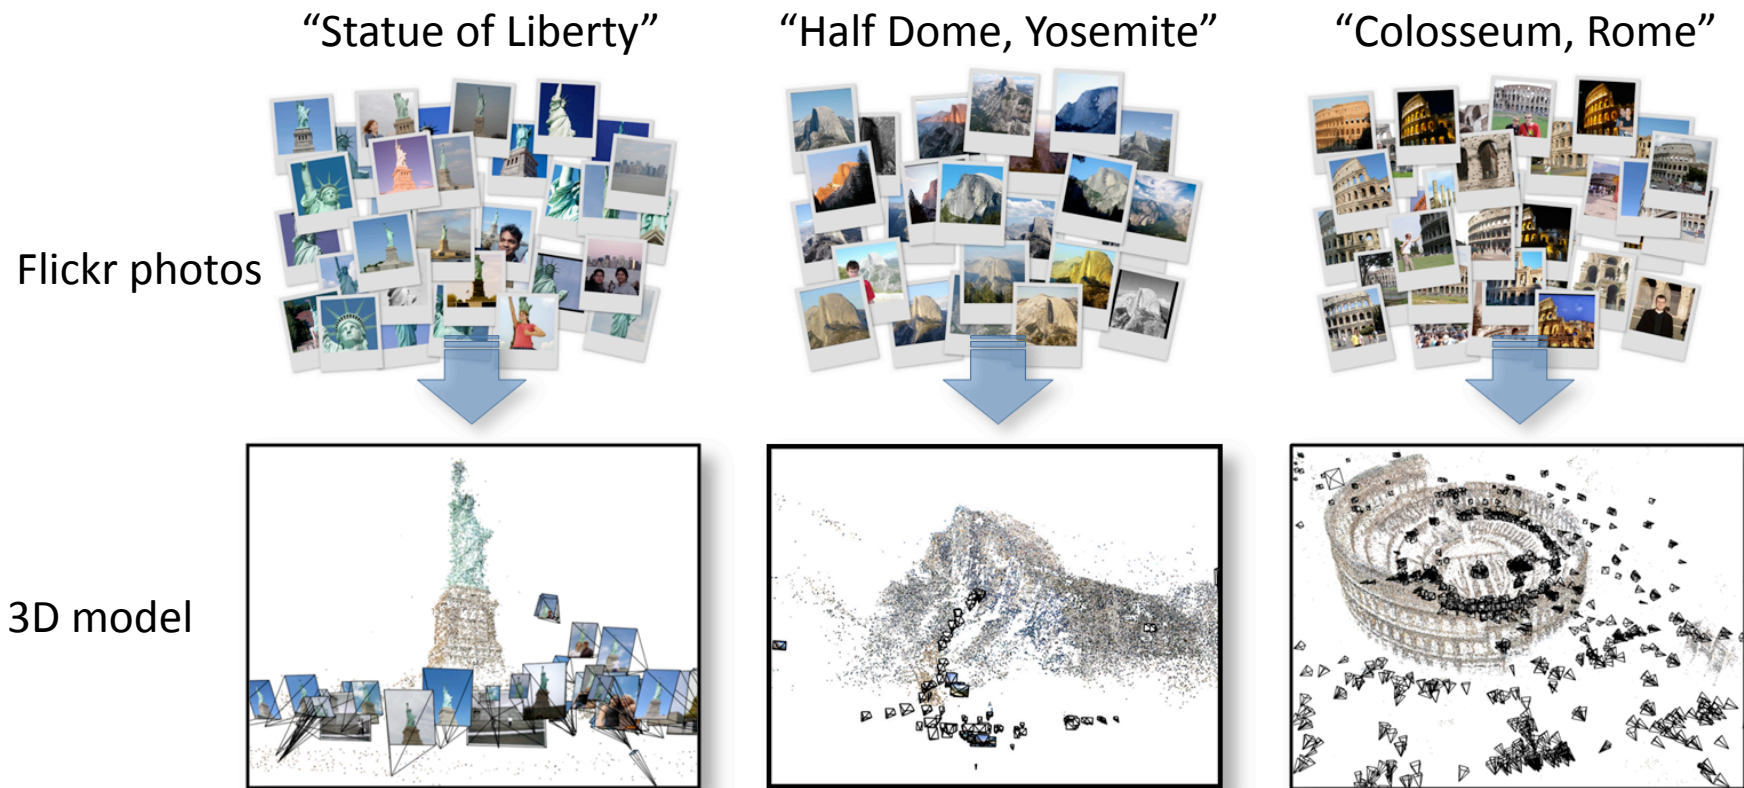 “Statue of Liberty”
“Half Dome, Yosemite”
“Colosseum, Rome”
Flickr photos
3D model